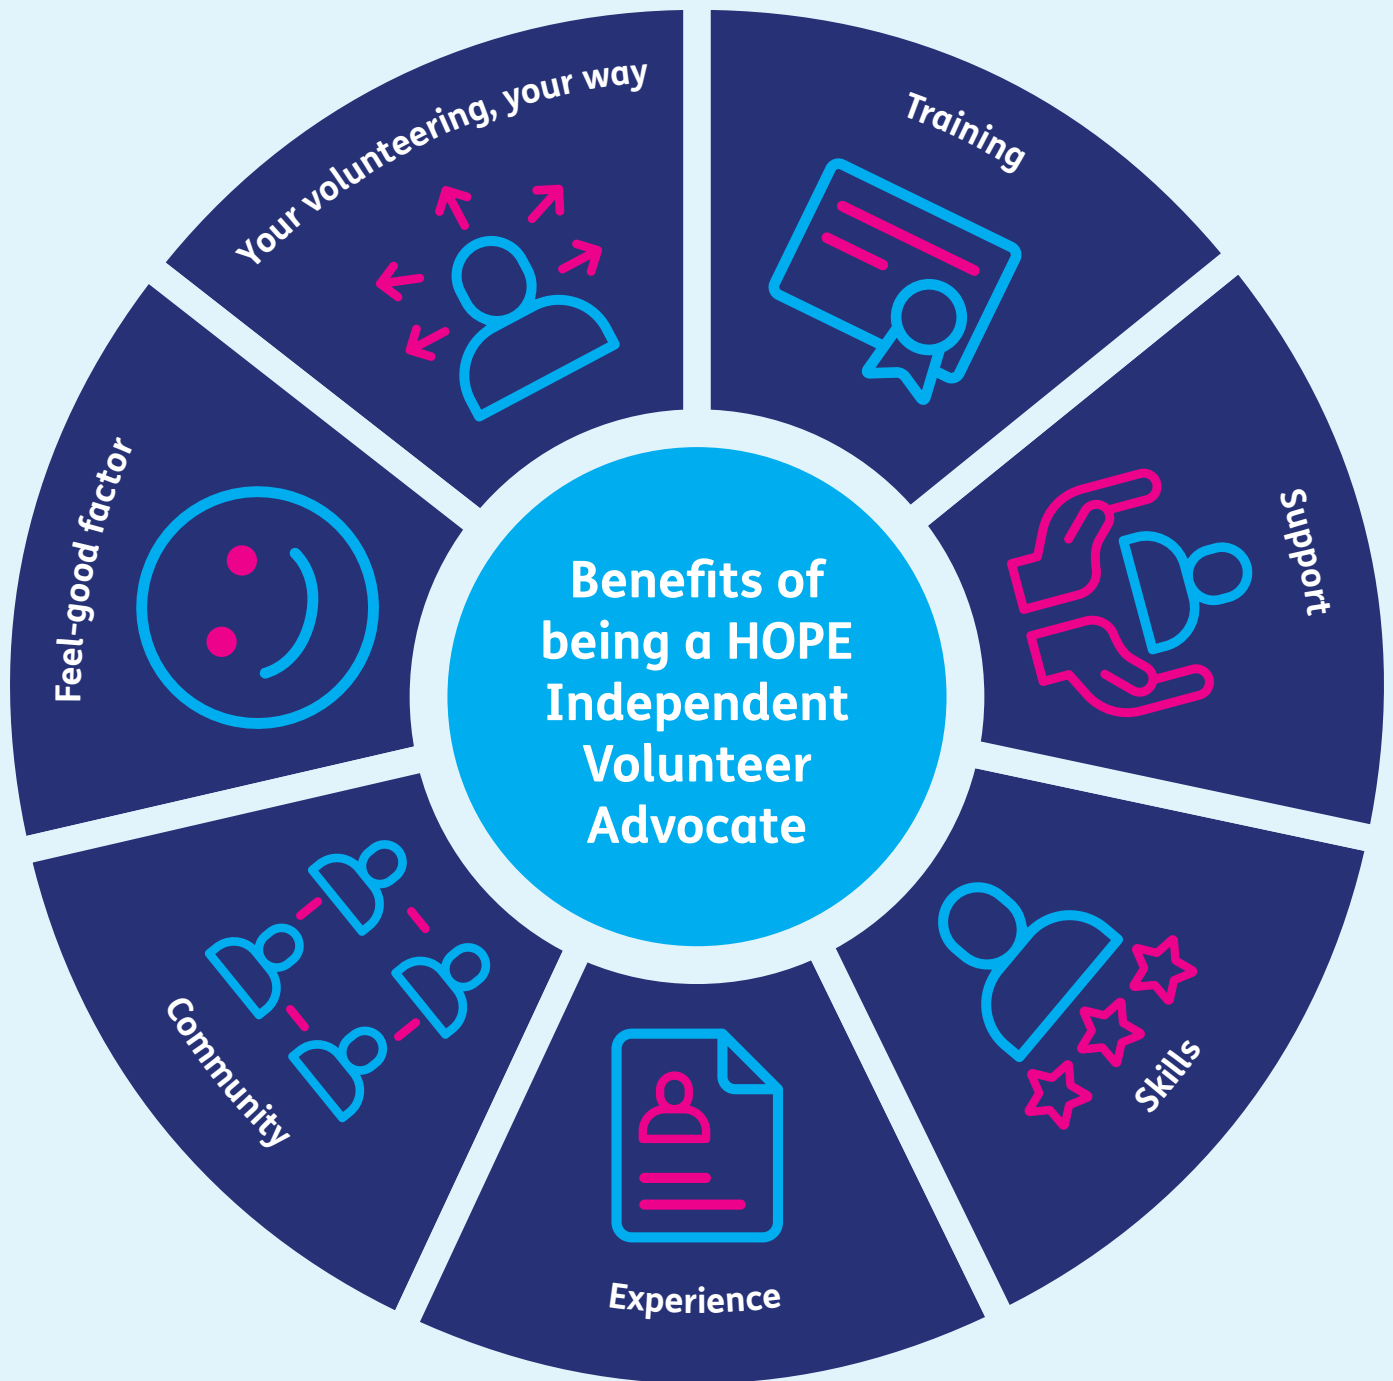 Benefits of
being a HOPE
Independent
Volunteer
Advocate
Training
Support
Skills
Experience
Community
Feel-good factor
Your volunteering, your way